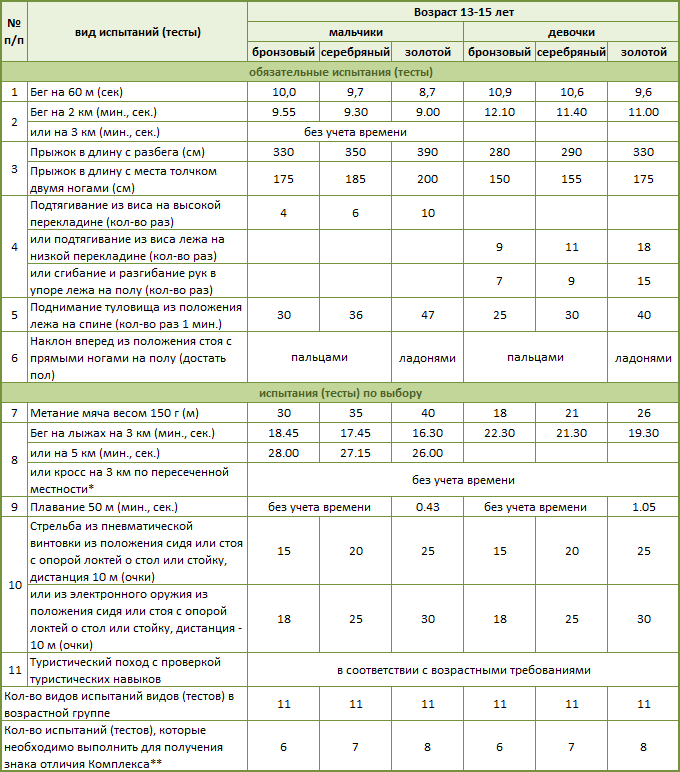 № п/п вид испытаний (тесты) Возраст 13-15 лет
мальчики девочки
бронзовый серебряный золотой бронзовый серебряный золотой
обязательные испытания (тесты)
1 Бег на 60 м (сек) 10,0 9,7 8,7 10,9 10,6 9,6
2 Бег на 2 км (мин., сек.) 9.55 9.30 9.00 12.10 11.40 11.00
или на 3 км (мин., сек.) без учета времени
3 Прыжок в длину с разбега (см) 330 350 390 280 290 330
Прыжок в длину с места толчком
двумя ногами (см) 175 185 200 150 155 175
4 Подтягивание из виса на высокой
перекладине (кол-во раз) 4 6 10
или подтягивание из виса лежа на
низкой перекладине (кол-во раз) 9 11 18
или сгибание и разгибание рук в
упоре лежа на полу (кол-во раз) 7 9 15
5 Поднимание туловища из положения
лежа на спине (кол-во раз 1 мин.) 30 36 47 25 30 40
6 Наклон вперед из положения стоя с
прямыми ногами на полу (достать
пол) пальцами ладонями пальцами ладонями
испытания (тесты) по выбору
7 Метание мяча весом 150 г (м) 30 35 40 18 21 26
8 Бег на лыжах на 3 км (мин., сек.) 18.45 17.45 16.30 22.30 21.30 19.30
или на 5 км (мин., сек.) 28.00 27.15 26.00
или кросс на 3 км по пересеченной
местности* без учета времени
9 Плавание 50 м (мин., сек.) без учета времени 0.43 без учета времени 1.05
10 Стрельба из пневматической
винтовки из положения сидя или стоя
с опорой локтей о стол или стойку,
дистанция 10 м (очки) 15 20 25 15 20 25
или из электронного оружия из
положения сидя или стоя с опорой
локтей о стол или стойку, дистанция -
10 м (очки) 18 25 30 18 25 30
11 Туристический поход с проверкой
туристических навыков в соответствии с возрастными требованиями
Кол-во видов испытаний видов (тестов) в
возрастной группе 11 11 11 11 11 11
Кол-во испытаний (тестов), которые
необходимо выполнить для получения
знака отличия Комплекса** 6 7 8 6 7 8